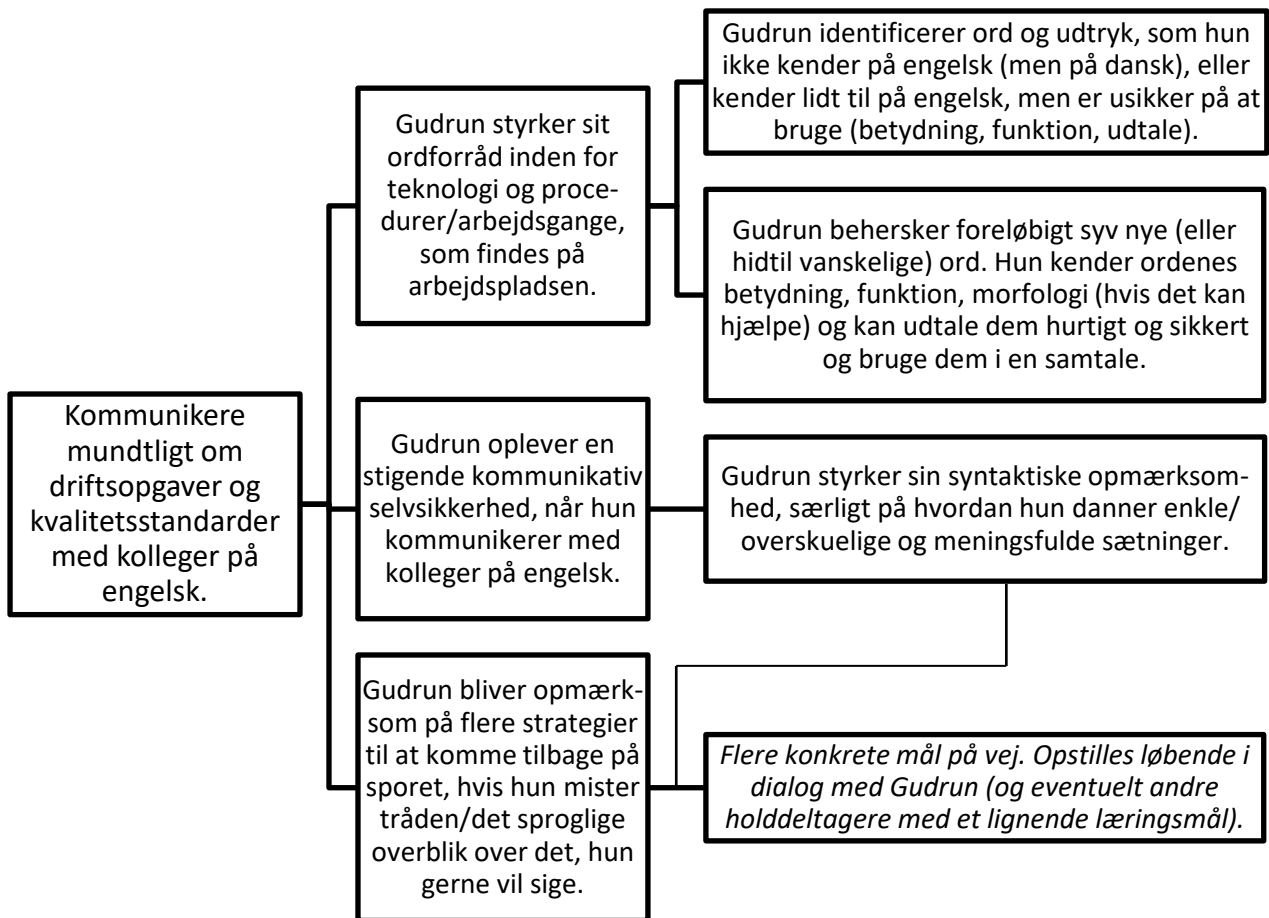 Kommunikere
mundtligt om
driftsopgaver og
kvalitetsstandarder
med kolleger på
engelsk.
Gudrun styrker sit
ordforråd inden for
teknologi og proce-
durer/arbejdsgange,
som findes på
arbejdspladsen.
Gudrun identificerer ord og udtryk, som hun
ikke kender på engelsk (men på dansk), eller
kender lidt til på engelsk, men er usikker på at
bruge (betydning, funktion, udtale).
Gudrun behersker foreløbigt syv nye (eller
hidtil vanskelige) ord. Hun kender ordenes
betydning, funktion, morfologi (hvis det kan
hjælpe) og kan udtale dem hurtigt og sikkert
og bruge dem i en samtale.
Gudrun oplever en
stigende kommunikativ
selvsikkerhed, når hun
kommunikerer med
kolleger på engelsk.
Gudrun styrker sin syntaktiske opmærksom-
hed, særligt på hvordan hun danner enkle/
overskuelige og meningsfulde sætninger.
Gudrun bliver opmærk-
som på flere strategier
til at komme tilbage på
sporet, hvis hun mister
tråden/det sproglige
overblik over det, hun
gerne vil sige.
Flere konkrete mål på vej. Opstilles løbende i
dialog med Gudrun (og eventuelt andre
holddeltagere med et lignende læringsmål).